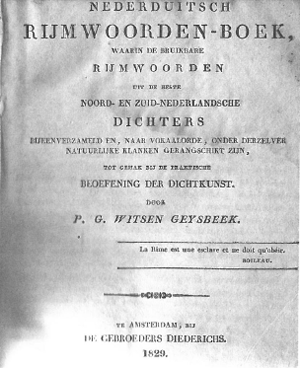 NEDERDUITSCH
RIJMWOORDEN-BOEK,
WAARIN DE BRUIKBARE
RIJMWOORDEN
UIT DE BESTE
NOORD- EN ZUID-NEDERLANDSCHE
DICHTERS
BIJEENVERZAMELD EN, NAAR VOKAALORDE, ONDER DERZELVER
NATUURLIJKE KLANKEN GERANGSCHIKT ZIJN,
TOT GEMAK BIJ DE PRAKTISCHE
BEOEFENING DER DICHTKUNST.
DOOR
P. G. WITSEN GEYSBEEK.
La Rime est une esclave et ne doit qu'obéir.
BOILEAU.
TE AMSTERDAM, BIJ
DE GEBROEDERS DIEDERICHS.
1829.